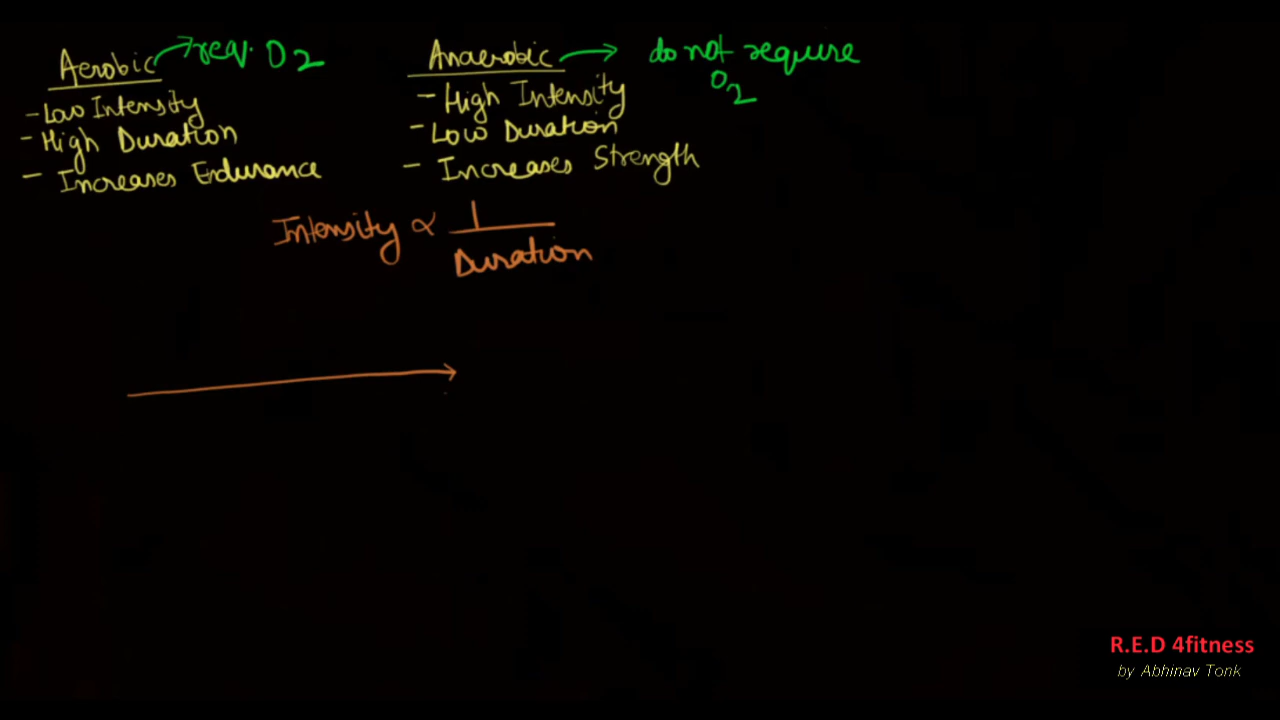 Aerobic → req. O2
- Low Intensity
- High Duration
- Increases Endurance
Anaerobic → do not require
O2
- High Intensity
- Low Duration
- Increases Strength
Intensity ∝ 1
Duration
R.E.D 4fitness
by Abhinav Tonk